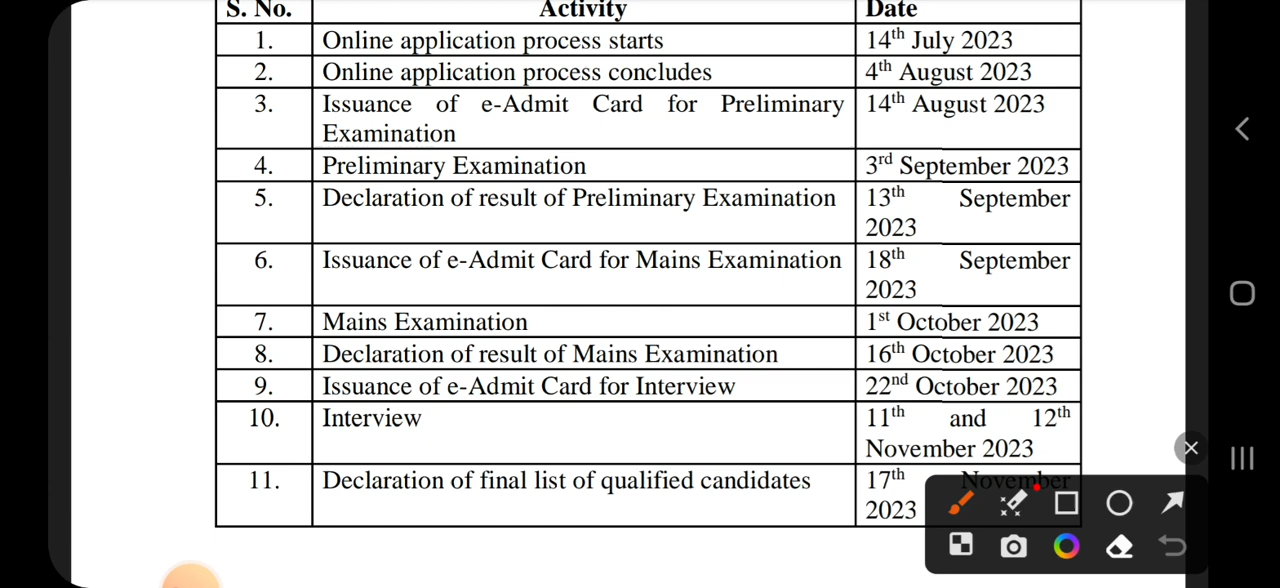 S. No. Activity Date
1. Online application process starts 14th July 2023
2. Online application process concludes 4th August 2023
3. Issuance of e-Admit Card for Preliminary 14th August 2023
Examination
4. Preliminary Examination 3rd September 2023
5. Declaration of result of Preliminary Examination 13th September
2023
6. Issuance of e-Admit Card for Mains Examination 18th September
2023
7. Mains Examination 1st October 2023
8. Declaration of result of Mains Examination 16th October 2023
9. Issuance of e-Admit Card for Interview 22nd October 2023
10. Interview 11th and 12th
November 2023
11. Declaration of final list of qualified candidates 17th November
2023